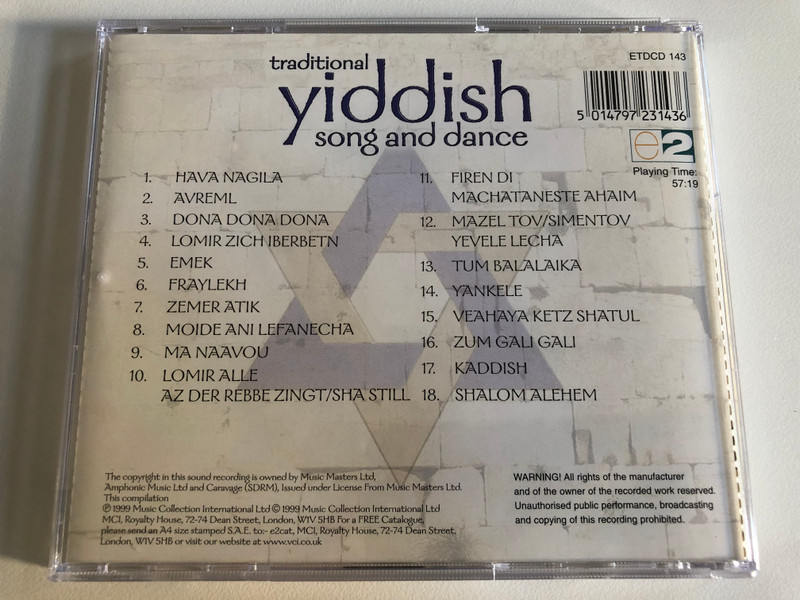 traditional
yiddish
song and dance
ETDCD 143
5 014797 231436
e2
Playing Time:
57:19
1. HAVA NAGILA
2. AVREML
3. DONA DONA DONA
4. LOMIR ZICH IBERBETN
5. EMEK
6. FRAYLEKH
7. ZEMER ATIK
8. MOIDE ANI LEFANECHA
9. MA NAAVOU
10. LOMIR ALLE
AZ DER REBBE ZINGT/SHA STILL
11. FIREN DI
MACHATANESTE AHAIM
12. MAZEL TOV/SIMENTOV
YEVELE LECHA
13. TUM BALALAIKA
14. YANKELE
15. VEAHAYA KETZ SHATUL
16. ZUM GALI GALI
17. KADDISH
18. SHALOM ALEHEM
The copyright in this sound recording is owned by Music Masters Ltd,
Amphonic Music Ltd and Caravage (SDRM), Issued under License From Music Masters Ltd.
This compilation
℗ 1999 Music Collection International Ltd © 1999 Music Collection International Ltd
MCI, Royalty House, 72-74 Dean Street, London, W1V 5HB For a FREE Catalogue,
please send an A4 size stamped S.A.E. to:- e2cat, MCI, Royalty House, 72-74 Dean Street,
London, W1V 5HB or visit our website at www.vci.co.uk
WARNING! All rights of the manufacturer
and of the owner of the recorded work reserved.
Unauthorised public performance, broadcasting
and copying of this recording prohibited.